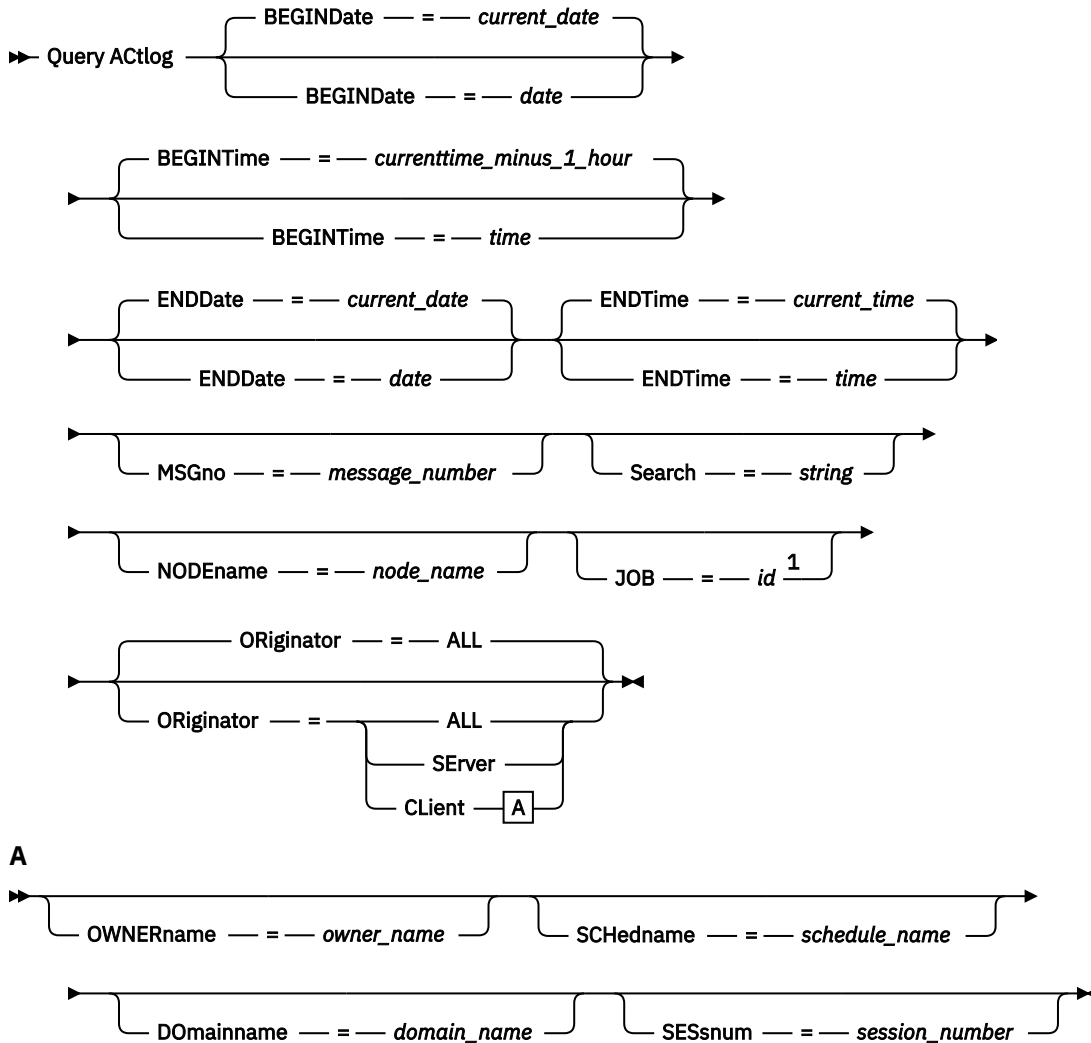 BEGINDate = current_date
Query ACtlog
BEGINDate = date
BEGINTime = currenttime_minus_1_hour
BEGINTime = time
ENDDate = current_date ENDTime = current_time
ENDDate = date ENDTime = time
MSGno = message_number Search = string
NODEname = node_name JOB = id 1
ORiginator = ALL
ORiginator = ALL
SErver
CLient A
A
OWNERname = owner_name SCHedname = schedule_name
DOmainname = domain_name SESsnum = session_number